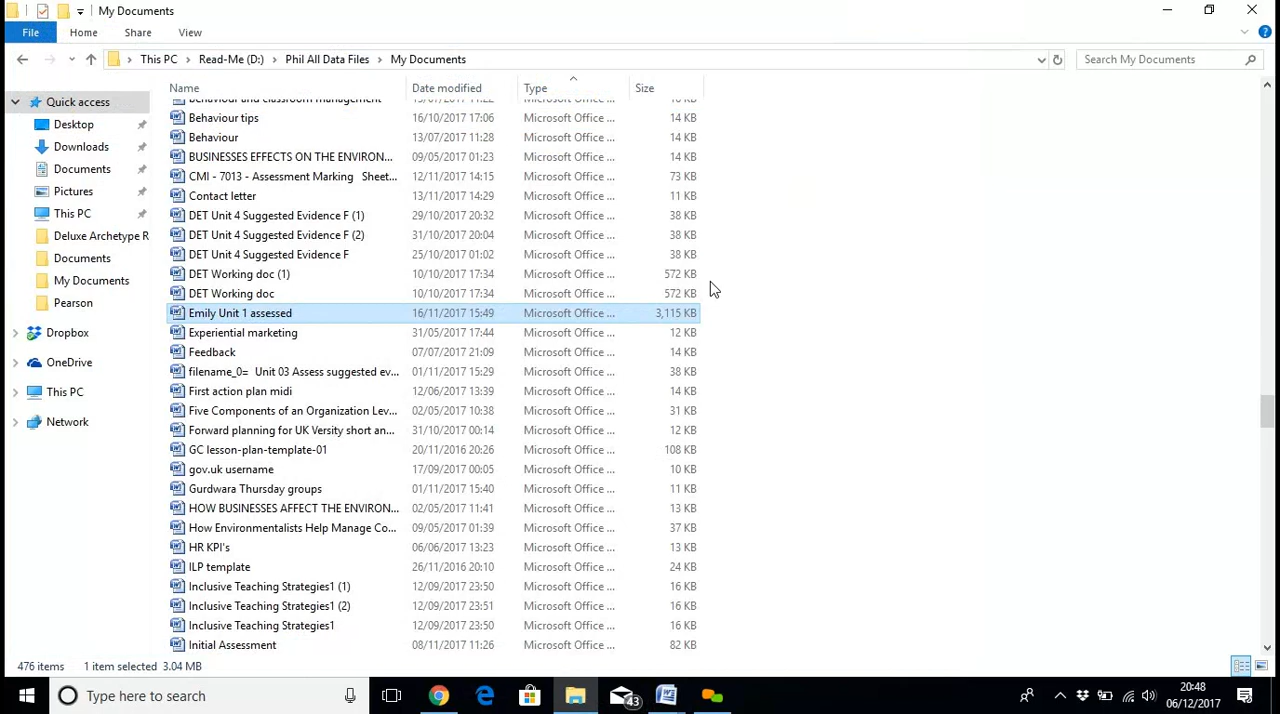 My Documents
File Home Share View
This PC Read-Me (D:) Phil All Data Files My Documents
Search My Documents
Name Date modified Type Size
Quick access
Desktop
Downloads
Documents
Pictures
This PC
Deluxe Archetype R
Documents
My Documents
Pearson
Dropbox
OneDrive
This PC
Network
Behaviour and classroom management
Behaviour tips 16/10/2017 17:06 Microsoft Office ... 14 KB
Behaviour 13/07/2017 11:28 Microsoft Office ... 14 KB
BUSINESSES EFFECTS ON THE ENVIRON... 09/05/2017 01:23 Microsoft Office ... 14 KB
CMI - 7013 - Assessment Marking Sheet... 12/11/2017 14:15 Microsoft Office ... 73 KB
Contact letter 13/11/2017 14:29 Microsoft Office ... 11 KB
DET Unit 4 Suggested Evidence F (1) 29/10/2017 20:32 Microsoft Office ... 38 KB
DET Unit 4 Suggested Evidence F (2) 31/10/2017 20:04 Microsoft Office ... 38 KB
DET Unit 4 Suggested Evidence F 25/10/2017 01:02 Microsoft Office ... 38 KB
DET Working doc (1) 10/10/2017 17:34 Microsoft Office ... 572 KB
DET Working doc 10/10/2017 17:34 Microsoft Office ... 572 KB
Emily Unit 1 assessed 16/11/2017 15:49 Microsoft Office ... 3,115 KB
Experiential marketing 31/05/2017 17:44 Microsoft Office ... 12 KB
Feedback 07/07/2017 21:09 Microsoft Office ... 14 KB
filename_0= Unit 03 Assess suggested ev... 01/11/2017 15:29 Microsoft Office ... 38 KB
First action plan midi 12/06/2017 13:39 Microsoft Office ... 14 KB
Five Components of an Organization Lev... 02/05/2017 10:38 Microsoft Office ... 31 KB
Forward planning for UK Versity short an... 31/10/2017 00:14 Microsoft Office ... 12 KB
GC lesson-plan-template-01 20/11/2016 20:26 Microsoft Office ... 108 KB
gov.uk username 17/09/2017 00:05 Microsoft Office ... 10 KB
Gurdwara Thursday groups 01/11/2017 15:40 Microsoft Office ... 11 KB
HOW BUSINESSES AFFECT THE ENVIRON... 02/05/2017 11:41 Microsoft Office ... 13 KB
How Environmentalists Help Manage Co... 09/05/2017 01:39 Microsoft Office ... 37 KB
HR KPI's 06/06/2017 13:23 Microsoft Office ... 13 KB
ILP template 26/11/2016 20:10 Microsoft Office ... 24 KB
Inclusive Teaching Strategies1 (1) 12/09/2017 23:50 Microsoft Office ... 16 KB
Inclusive Teaching Strategies1 (2) 12/09/2017 23:51 Microsoft Office ... 16 KB
Inclusive Teaching Strategies1 12/09/2017 23:50 Microsoft Office ... 16 KB
Initial Assessment 08/11/2017 11:26 Microsoft Office ... 82 KB
476 items 1 item selected 3.04 MB
Type here to search
43
20:48
06/12/2017